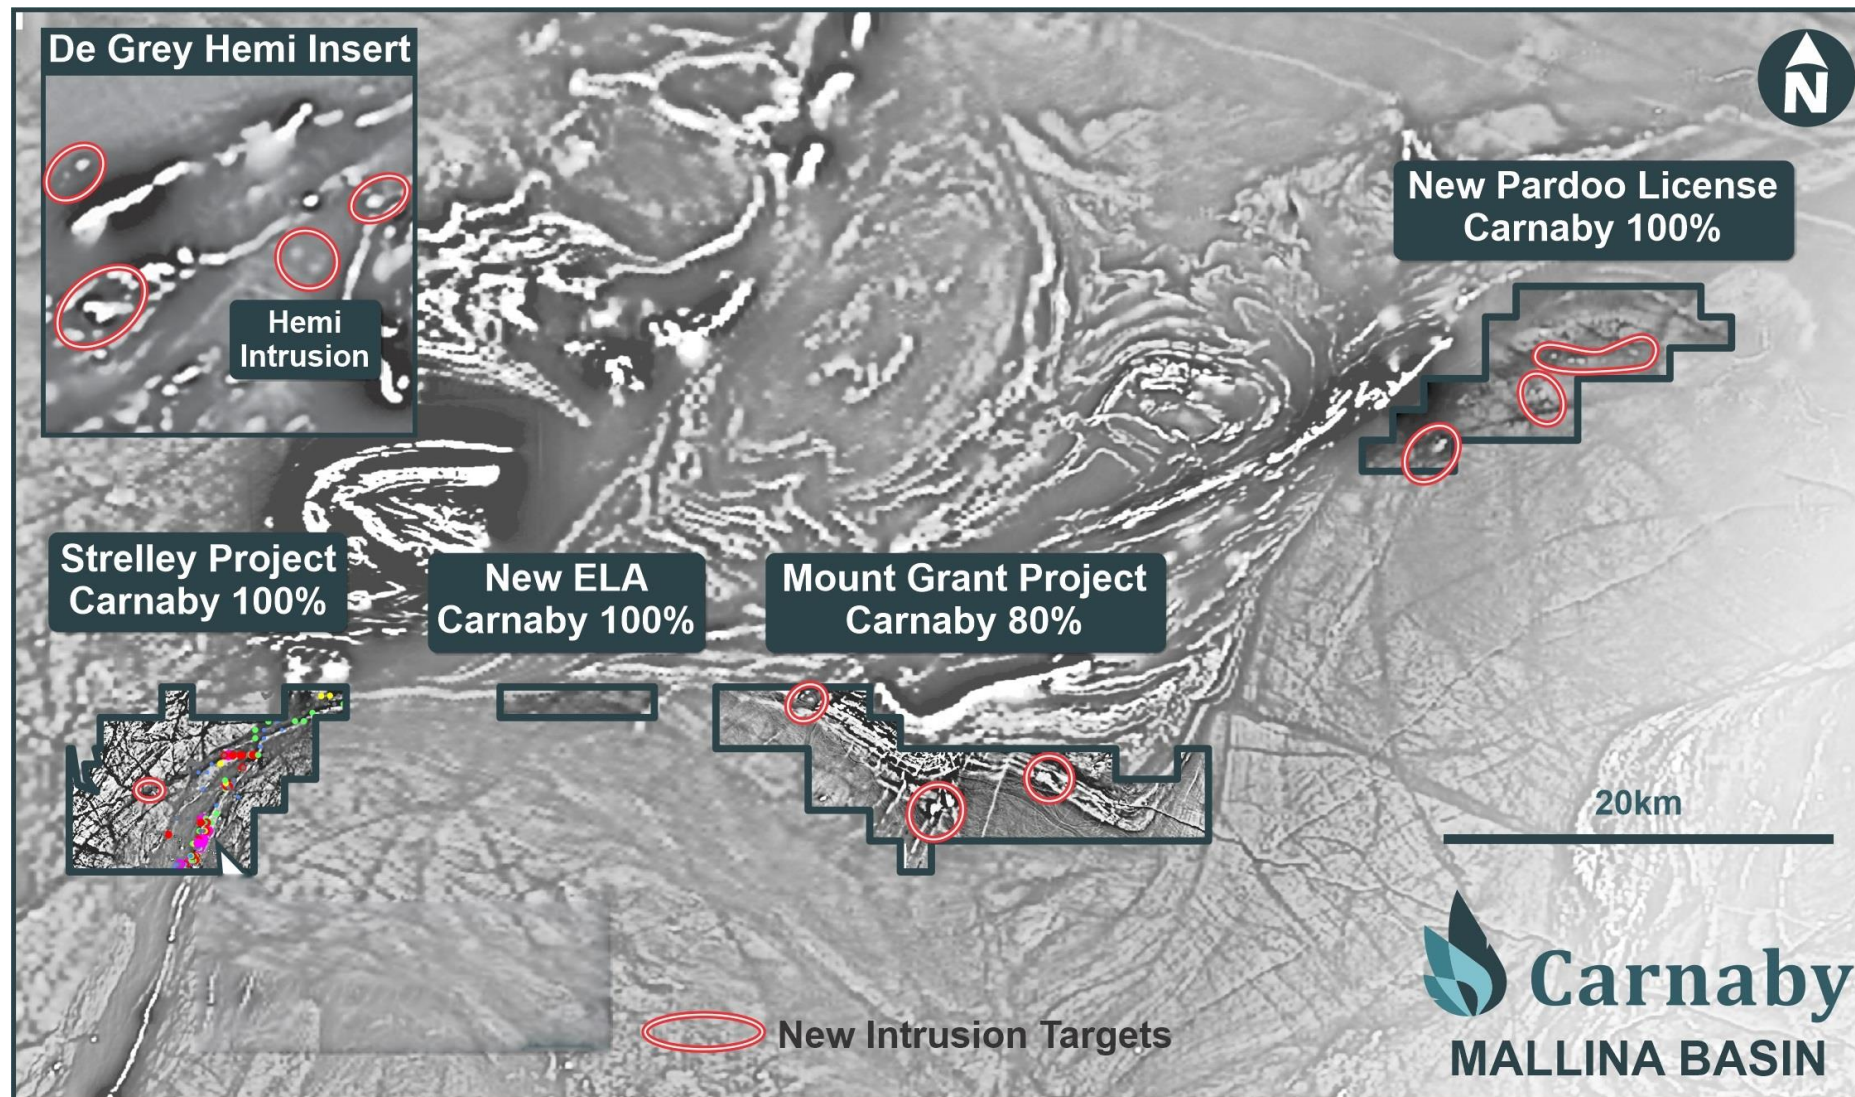 De Grey Hemi Insert
N
New Pardoo License
Carnaby 100%
Hemi
Intrusion
Strelley Project
Carnaby 100%
New ELA
Carnaby 100%
Mount Grant Project
Carnaby 80%
20km
Carnaby
New Intrusion Targets
MALLINA BASIN